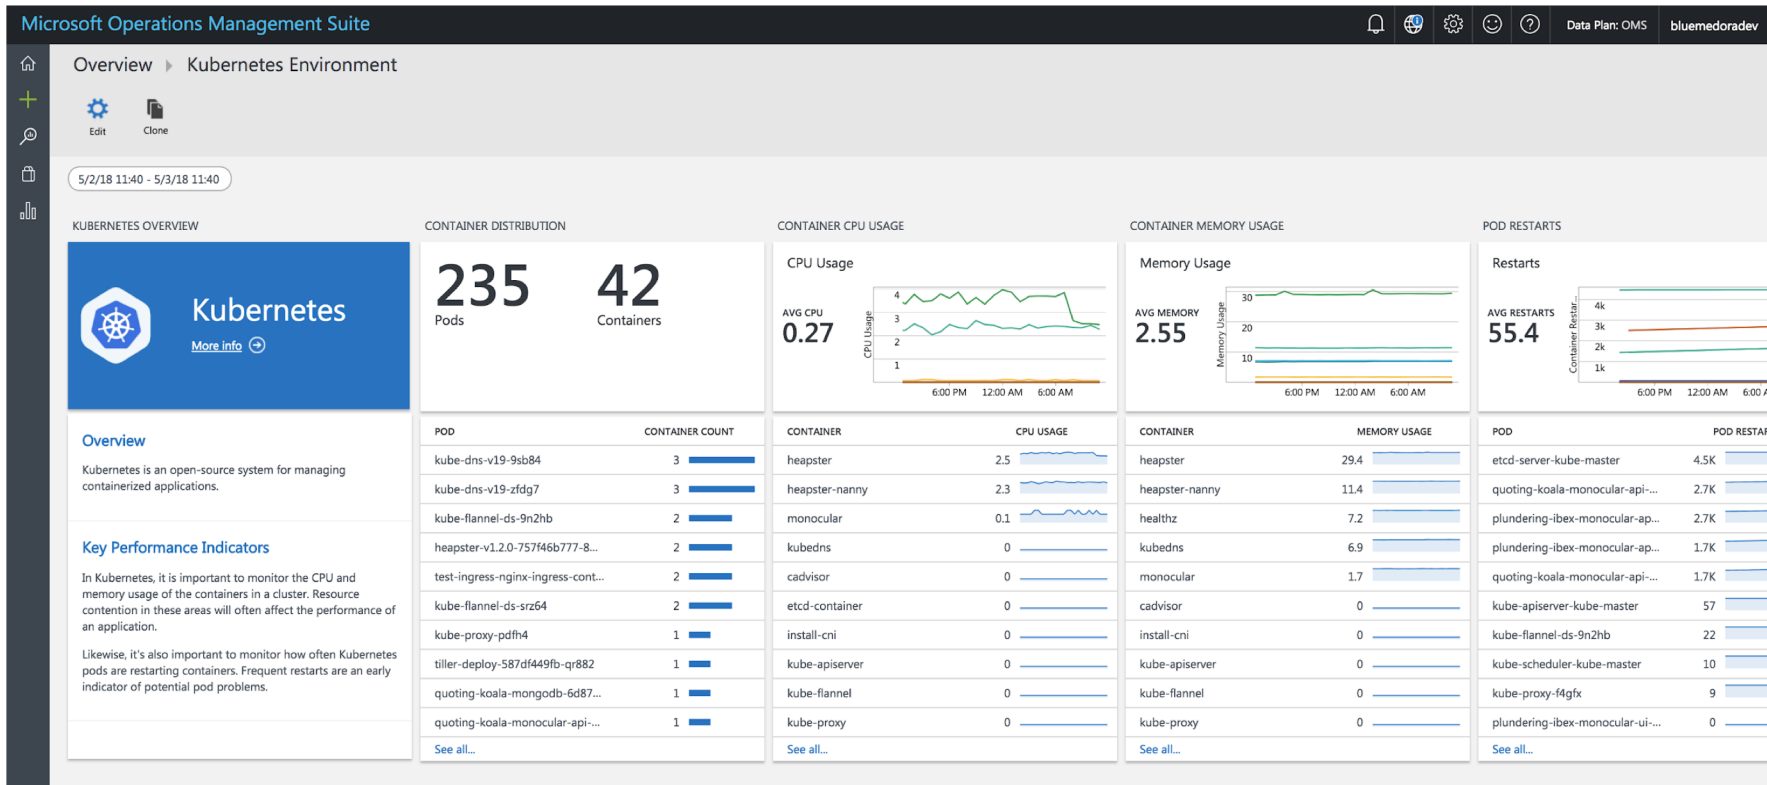 Microsoft Operations Management Suite
Data Plan: OMS
bluemedoradev
Overview
Kubernetes Environment
Edit
Clone
5/2/18 11:40 - 5/3/18 11:40
KUBERNETES OVERVIEW
Kubernetes
More info
Overview
Kubernetes is an open-source system for managing
containerized applications.
Key Performance Indicators
In Kubernetes, it is important to monitor the CPU and
memory usage of the containers in a cluster. Resource
contention in these areas will often affect the performance of
an application.
Likewise, it's also important to monitor how often Kubernetes
pods are restarting containers. Frequent restarts are an early
indicator of potential pod problems.
CONTAINER DISTRIBUTION
235 42
Pods Containers
POD CONTAINER COUNT
kube-dns-v19-9sb84 3
kube-dns-v19-zfdg7 3
kube-flannel-ds-9n2hb 2
heapster-v1.2.0-757f46b777-8... 2
test-ingress-nginx-ingress-cont... 2
kube-flannel-ds-srz64 2
kube-proxy-pdfh4 1
tiller-deploy-587df449fb-qr882 1
quoting-koala-mongodb-6d87... 1
quoting-koala-monocular-api-... 1
See all...
CONTAINER CPU USAGE
CPU Usage
AVG CPU
0.27
CPU Usage
4
3
2
1
6:00 PM 12:00 AM 6:00 AM
CONTAINER CPU USAGE
heapster 2.5
heapster-nanny 2.3
monocular 0.1
kubedns 0
cadvisor 0
etcd-container 0
install-cni 0
kube-apiserver 0
kube-flannel 0
kube-proxy 0
See all...
CONTAINER MEMORY USAGE
Memory Usage
AVG MEMORY
2.55
Memory Usage
30
20
10
6:00 PM 12:00 AM 6:00 AM
CONTAINER MEMORY USAGE
heapster 29.4
heapster-nanny 11.4
healthz 7.2
kubedns 6.9
monocular 1.7
cadvisor 0
install-cni 0
kube-apiserver 0
kube-flannel 0
kube-proxy 0
See all...
POD RESTARTS
Restarts
AVG RESTARTS
55.4
Container Restar...
4k
3k
2k
1k
6:00 PM 12:00 AM 6:00 A
POD POD RESTAR
etcd-server-kube-master 4.5K
quoting-koala-monocular-api-... 2.7K
plundering-ibex-monocular-ap... 2.7K
plundering-ibex-monocular-ap... 1.7K
quoting-koala-monocular-api-... 1.7K
kube-apiserver-kube-master 57
kube-flannel-ds-9n2hb 22
kube-scheduler-kube-master 10
kube-proxy-f4gfx 9
plundering-ibex-monocular-ui-... 0
See all...